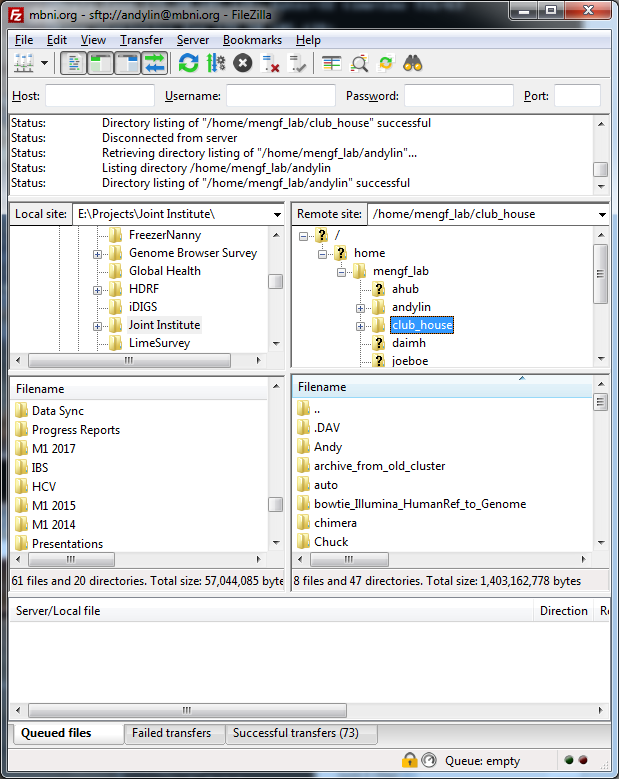 mbni.org - sftp://andylin@mbni.org - FileZilla
File Edit View Transfer Server Bookmarks Help
Host: Username: Password: Port:
Status: Directory listing of "/home/mengf_lab/club_house" successful
Status: Disconnected from server
Status: Retrieving directory listing of "/home/mengf_lab/andylin"...
Status: Listing directory /home/mengf_lab/andylin
Status: Directory listing of "/home/mengf_lab/andylin" successful
Local site: E:\Projects\Joint Institute\
FreezerNanny
Genome Browser Survey
Global Health
HDRF
iDIGS
Joint Institute
LimeSurvey
Remote site: /home/mengf_lab/club_house
/
home
mengf_lab
ahub
andylin
club_house
daimh
joeboe
Filename
Data Sync
Progress Reports
M1 2017
IBS
HCV
M1 2015
M1 2014
Presentations
61 files and 20 directories. Total size: 57,044,085 byte
Filename
..
.DAV
Andy
archive_from_old_cluster
auto
bowtie_Illumina_HumanRef_to_Genome
chimera
Chuck
8 files and 47 directories. Total size: 1,403,162,778 bytes
Server/Local file Direction Re
Queued files Failed transfers Successful transfers (73)
Queue: empty